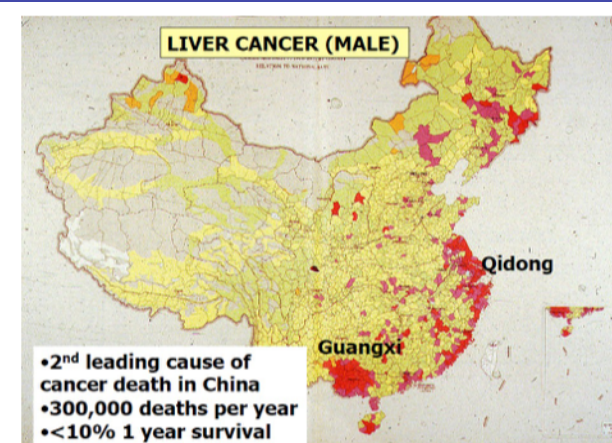 LIVER CANCER (MALE)
Qidong
Guangxi
•2nd leading cause of
cancer death in China
•300,000 deaths per year
•<10% 1 year survival